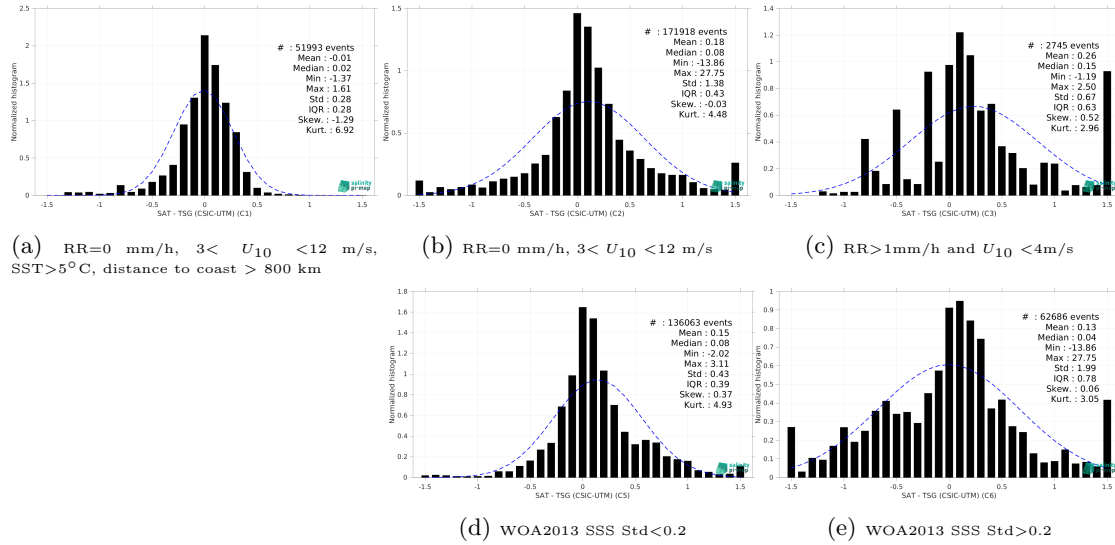 2.5
2
1.5
1
0.5
0
Normalized histogram
# : 51993 events
Mean : -0.01
Median : 0.02
Min : -1.37
Max : 1.61
Std : 0.28
IQR : 0.28
Skew. : -1.29
Kurt. : 6.92
salinity
pi-mep
-1.5 -1 -0.5 0 0.5 1 1.5
SAT - TSG (CSIC-UTM) (C1)
(a) RR=0 mm/h, 3< U10 <12 m/s,
SST>5°C, distance to coast > 800 km
1.5
1
0.5
0
Normalized histogram
# : 171918 events
Mean : 0.18
Median : 0.08
Min : -13.86
Max : 27.75
Std : 1.38
IQR : 0.43
Skew. : -0.03
Kurt. : 4.48
salinity
pi-mep
-1.5 -1 -0.5 0 0.5 1 1.5
SAT - TSG (CSIC-UTM) (C2)
(b) RR=0 mm/h, 3< U10 <12 m/s
1.4
1.2
1
0.8
0.6
0.4
0.2
0
Normalized histogram
# : 2745 events
Mean : 0.26
Median : 0.15
Min : -1.19
Max : 2.50
Std : 0.67
IQR : 0.63
Skew. : 0.52
Kurt. : 2.96
salinity
pi-mep
-1.5 -1 -0.5 0 0.5 1 1.5
SAT - TSG (CSIC-UTM) (C3)
(c) RR>1mm/h and U10 <4m/s
1.8
1.6
1.4
1.2
1
0.8
0.6
0.4
0.2
0
Normalized histogram
# : 136063 events
Mean : 0.15
Median : 0.08
Min : -2.02
Max : 3.11
Std : 0.43
IQR : 0.39
Skew. : 0.37
Kurt. : 4.93
salinity
pi-mep
-1.5 -1 -0.5 0 0.5 1 1.5
SAT - TSG (CSIC-UTM) (C5)
(d) WOA2013 SSS Std<0.2
1
0.9
0.8
0.7
0.6
0.5
0.4
0.3
0.2
0.1
0
Normalized histogram
# : 62686 events
Mean : 0.13
Median : 0.04
Min : -13.86
Max : 27.75
Std : 1.99
IQR : 0.78
Skew. : 0.06
Kurt. : 3.05
salinity
pi-mep
-1.5 -1 -0.5 0 0.5 1 1.5
SAT - TSG (CSIC-UTM) (C6)
(e) WOA2013 SSS Std>0.2